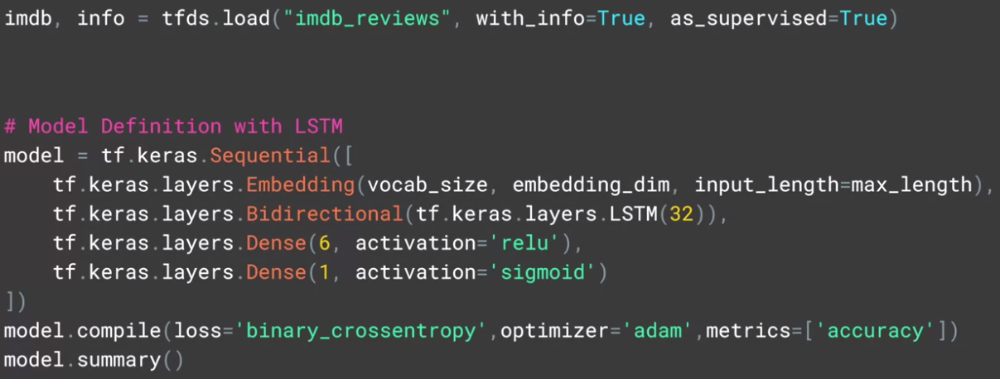 imdb, info = tfds.load("imdb_reviews", with_info=True, as_supervised=True)
# Model Definition with LSTM
model = tf.keras.Sequential([
    tf.keras.layers.Embedding(vocab_size, embedding_dim, input_length=max_length),
    tf.keras.layers.Bidirectional(tf.keras.layers.LSTM(32)),
    tf.keras.layers.Dense(6, activation='relu'),
    tf.keras.layers.Dense(1, activation='sigmoid')
])
model.compile(loss='binary_crossentropy',optimizer='adam',metrics=['accuracy'])
model.summary()